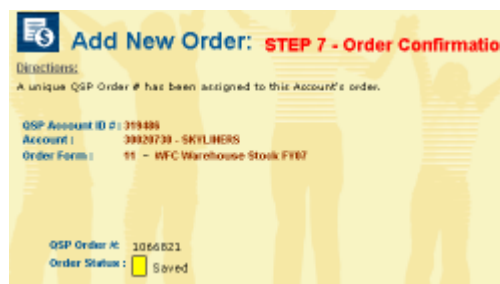 Add New Order: STEP 7 - Order Confirmatio
Directions:
A unique QSP Order # has been assigned to this Account's order.
QSP Account ID #: 319486
Account: 30020730 - SKYLINERS
Order Form: 11 - WFC Warehouse Stock FY07
QSP Order #: 1066821
Order Status: Saved